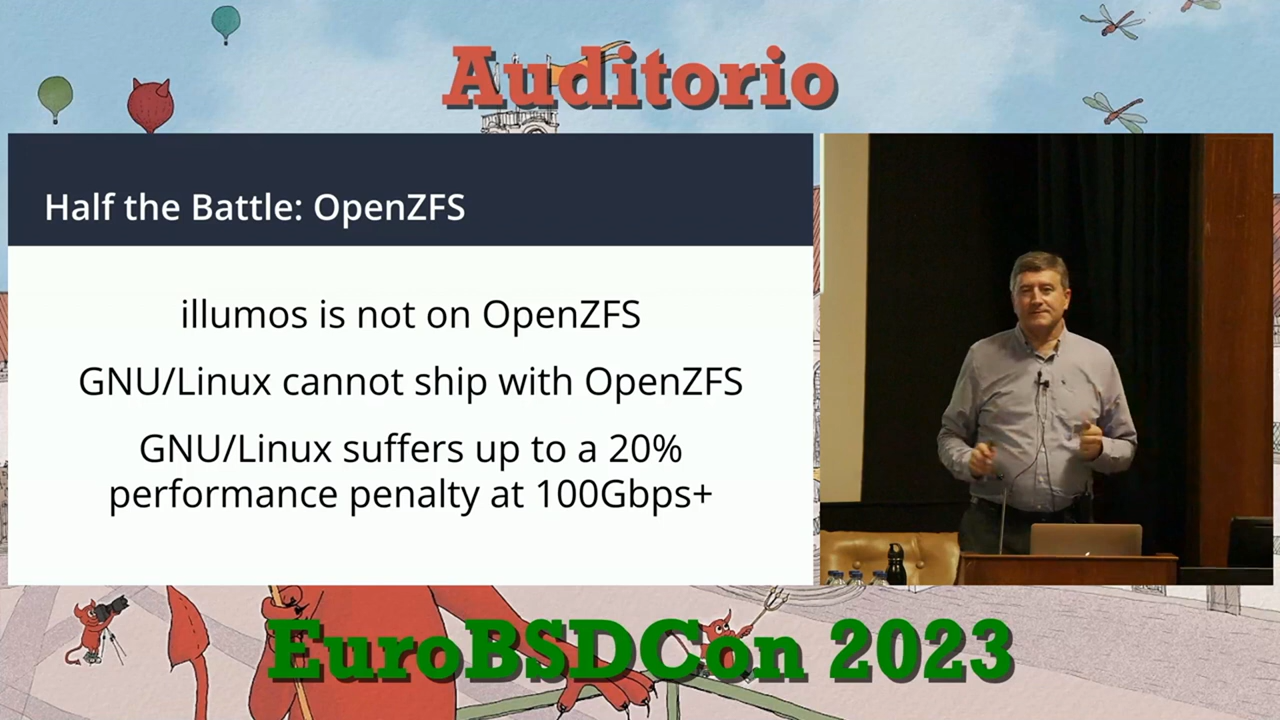 Auditorio
Half the Battle: OpenZFS
illumos is not on OpenZFS
GNU/Linux cannot ship with OpenZFS
GNU/Linux suffers up to a 20%
performance penalty at 100Gbps+
EuroBSDCon 2023